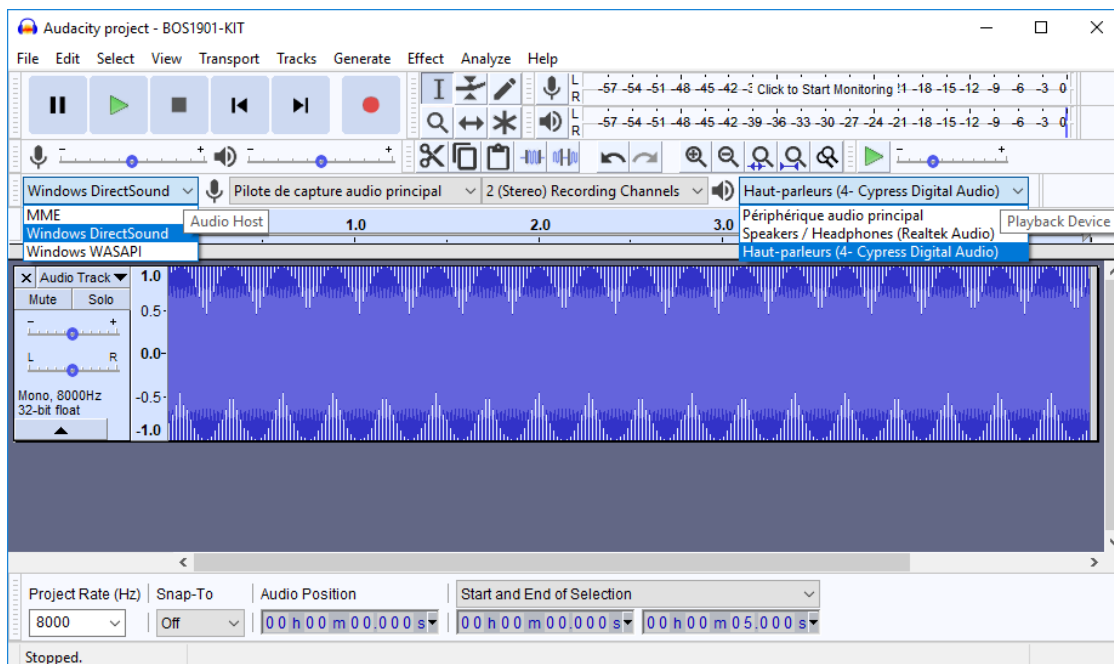 Audacity project - BOS1901-KIT
File Edit Select View Transport Tracks Generate Effect Analyze Help
L
R
-57 -54 -51 -48 -45 -42 -3 Click to Start Monitoring !1 -18 -15 -12 -9 -6 -3 0
L
R
-57 -54 -51 -48 -45 -42 -39 -36 -33 -30 -27 -24 -21 -18 -15 -12 -9 -6 -3 0
- + - + - +
Windows DirectSound Pilote de capture audio principal 2 (Stereo) Recording Channels Haut-parleurs (4- Cypress Digital Audio)
MME
Windows DirectSound
Windows WASAPI
Audio Host
1.0 2.0 3.0
Périphérique audio principal
Speakers / Headphones (Realtek Audio)
Haut-parleurs (4- Cypress Digital Audio)
Playback Device
X Audio Track
Mute Solo
- +
L R
Mono, 8000Hz
32-bit float
1.0
0.5
0.0
-0.5
-1.0
Project Rate (Hz) Snap-To Audio Position Start and End of Selection
8000 Off 00 h 00 m 00.000 s 00 h 00 m 00.000 s 00 h 00 m 05.000 s
Stopped.